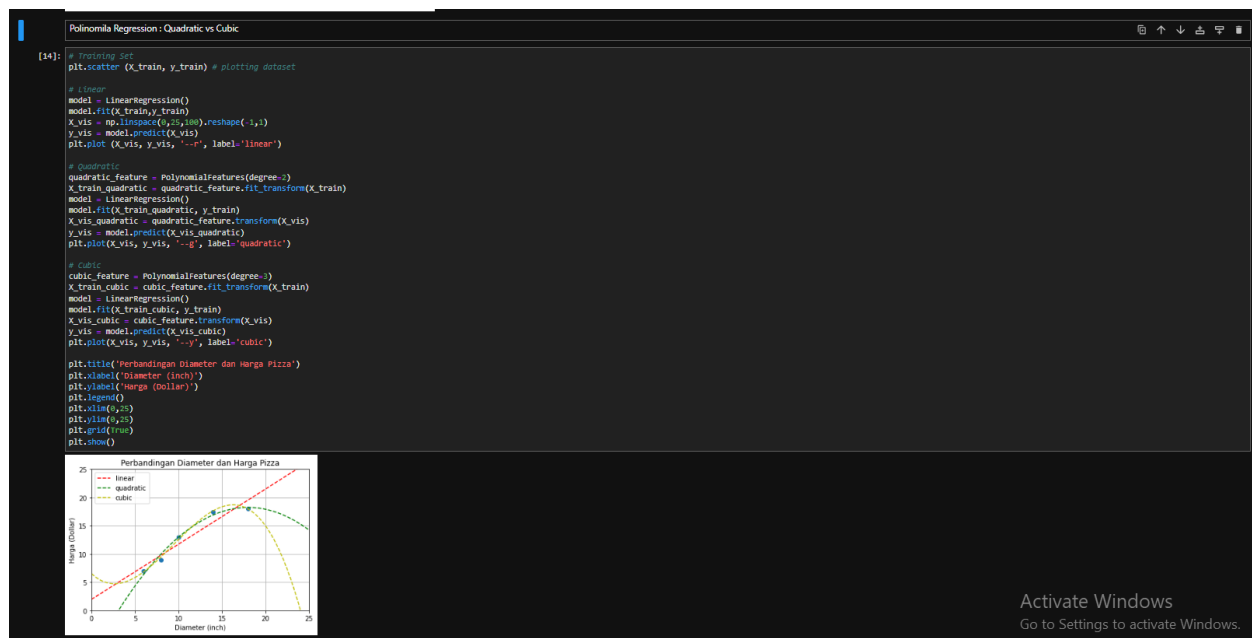 Polinomila Regression : Quadratic vs Cubic
[14]: # Training Set
plt.scatter (X_train, y_train) # plotting dataset
# Linear
model = LinearRegression()
model.fit(X_train,y_train)
X_vis = np.linspace(0,25,100).reshape(-1,1)
y_vis = model.predict(X_vis)
plt.plot (X_vis, y_vis, '--r', label='linear')
# Quadratic
quadratic_feature = PolynomialFeatures(degree=2)
X_train_quadratic = quadratic_feature.fit_transform(X_train)
model = LinearRegression()
model.fit(X_train_quadratic, y_train)
X_vis_quadratic = quadratic_feature.transform(X_vis)
y_vis = model.predict(X_vis_quadratic)
plt.plot(X_vis, y_vis, '--g', label='quadratic')
# Cubic
cubic_feature = PolynomialFeatures(degree=3)
X_train_cubic = cubic_feature.fit_transform(X_train)
model = LinearRegression()
model.fit(X_train_cubic, y_train)
X_vis_cubic = cubic_feature.transform(X_vis)
y_vis = model.predict(X_vis_cubic)
plt.plot(X_vis, y_vis, '--y', label='cubic')
plt.title('Perbandingan Diameter dan Harga Pizza')
plt.xlabel('Diameter (inch)')
plt.ylabel('Harga (Dollar)')
plt.legend()
plt.xlim(0,25)
plt.ylim(0,25)
plt.grid(True)
plt.show()
Perbandingan Diameter dan Harga Pizza
linear
quadratic
cubic
Harga (Dollar)
25
20
15
10
5
0
0 5 10 15 20 25
Diameter (inch)
Activate Windows
Go to Settings to activate Windows.